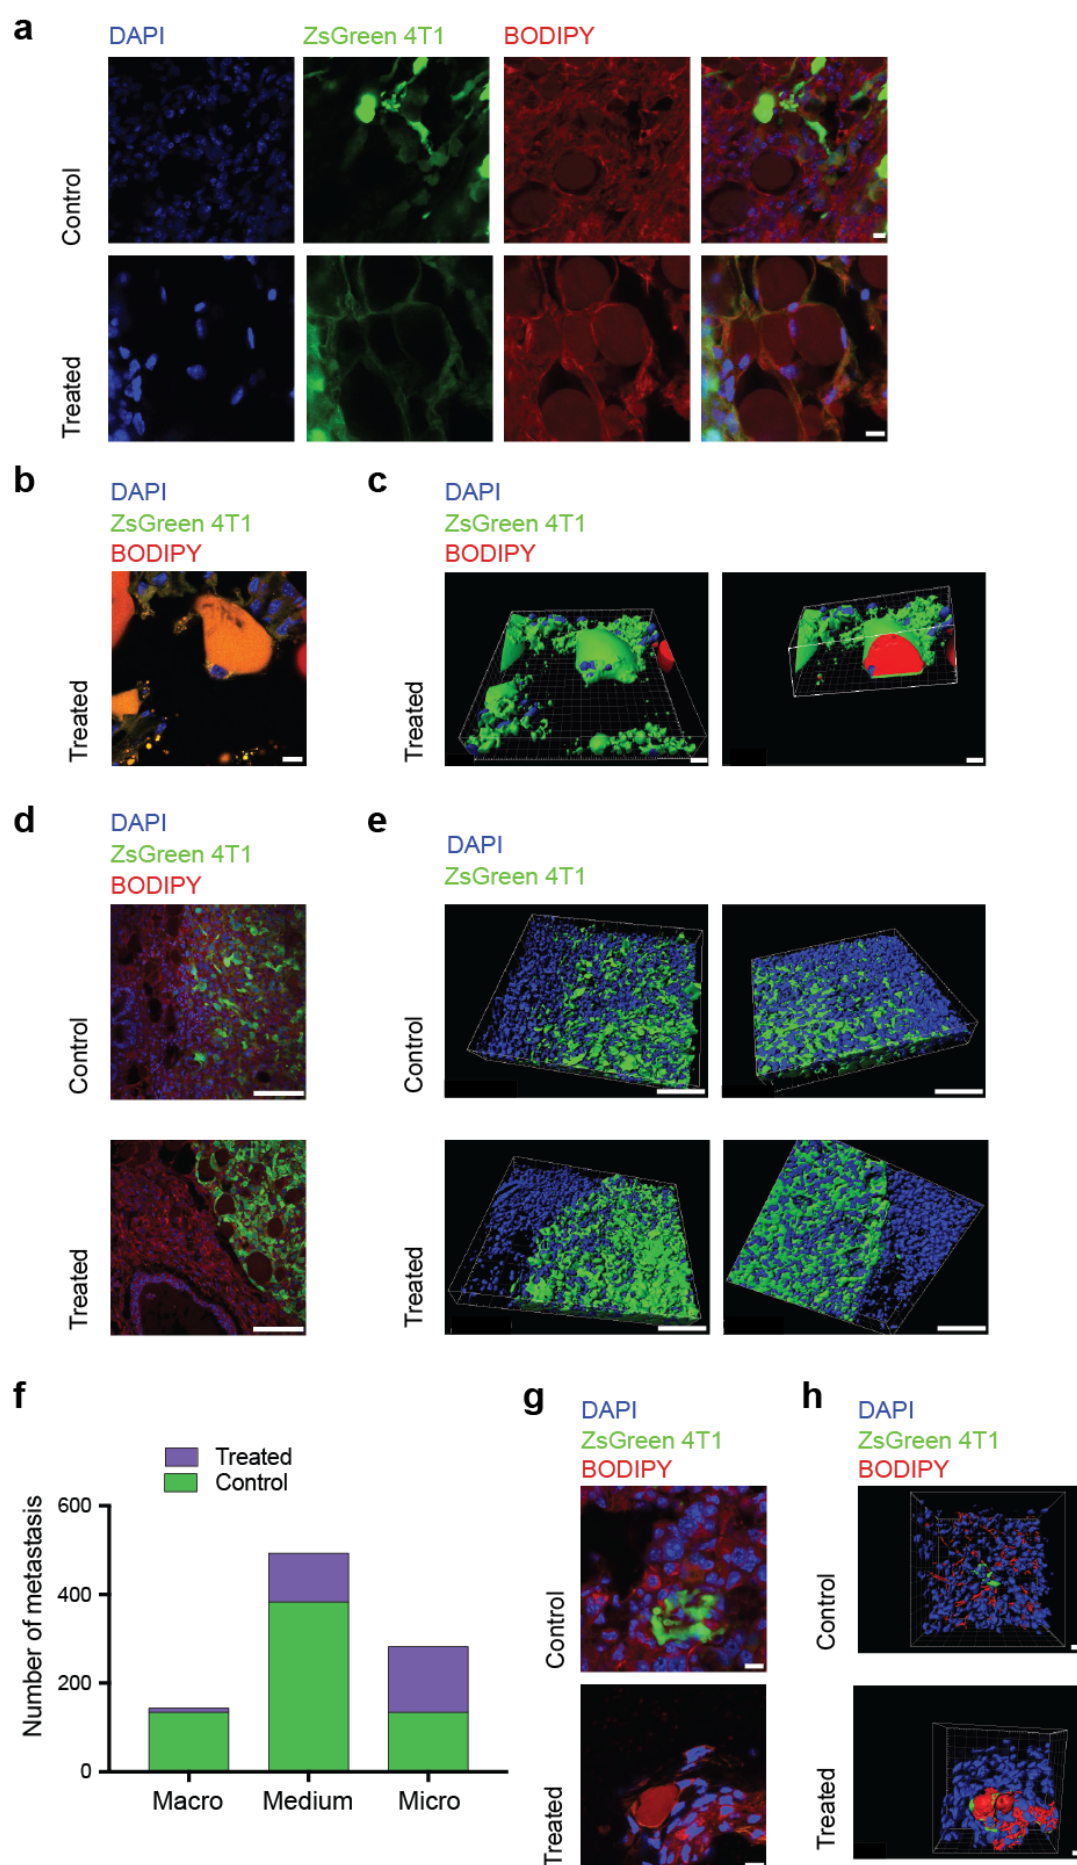 a
DAPI
ZsGreen 4T1
BODIPY
Control
Treated
b
DAPI
ZsGreen 4T1
BODIPY
Treated
c
DAPI
ZsGreen 4T1
BODIPY
Treated
d
DAPI
ZsGreen 4T1
BODIPY
Control
Treated
e
DAPI
ZsGreen 4T1
Control
Treated
f
Treated
Control
Number of metastasis
600
400
200
0
Macro
Medium
Micro
g
DAPI
ZsGreen 4T1
BODIPY
Control
Treated
h
DAPI
ZsGreen 4T1
BODIPY
Control
Treated